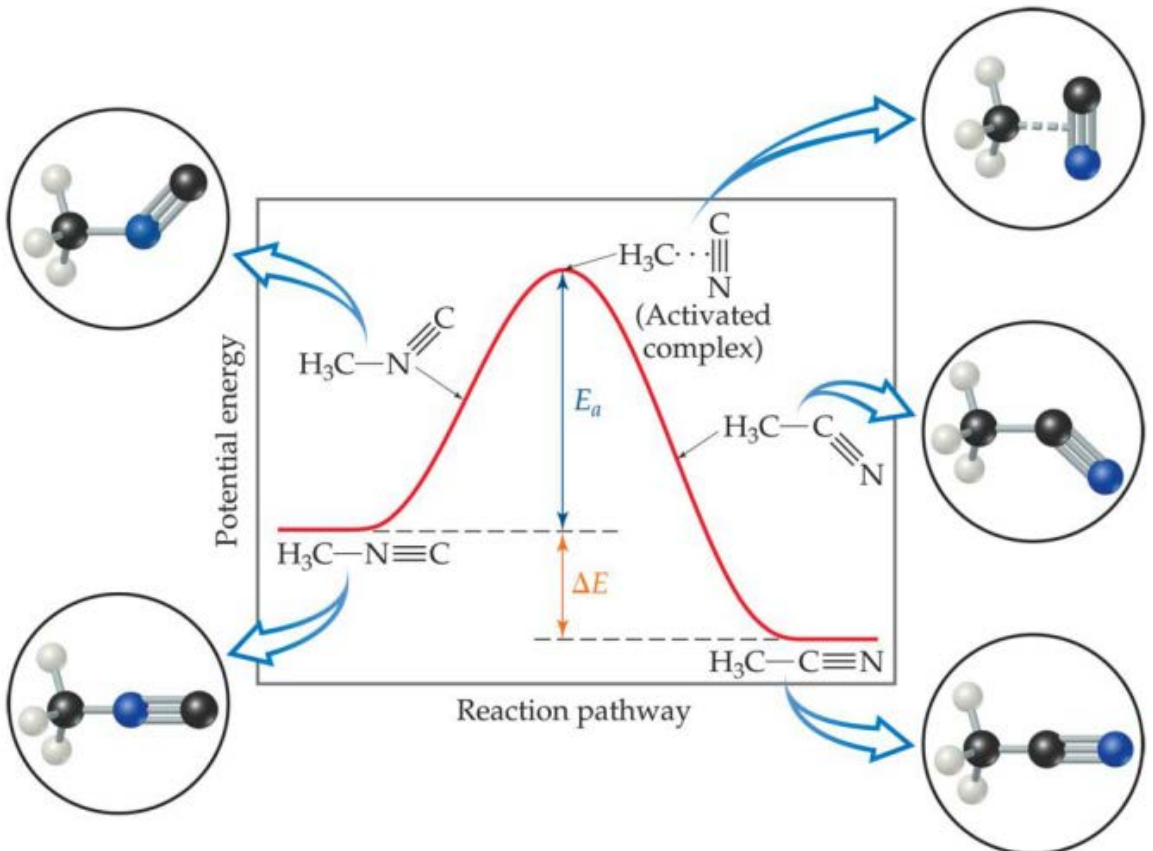 C
H₃C···|||
N
(Activated
complex)
C
H₃C—N
Eₐ
H₃C—C
N
Potential energy
H₃C—N≡C
ΔE
H₃C—C≡N
Reaction pathway